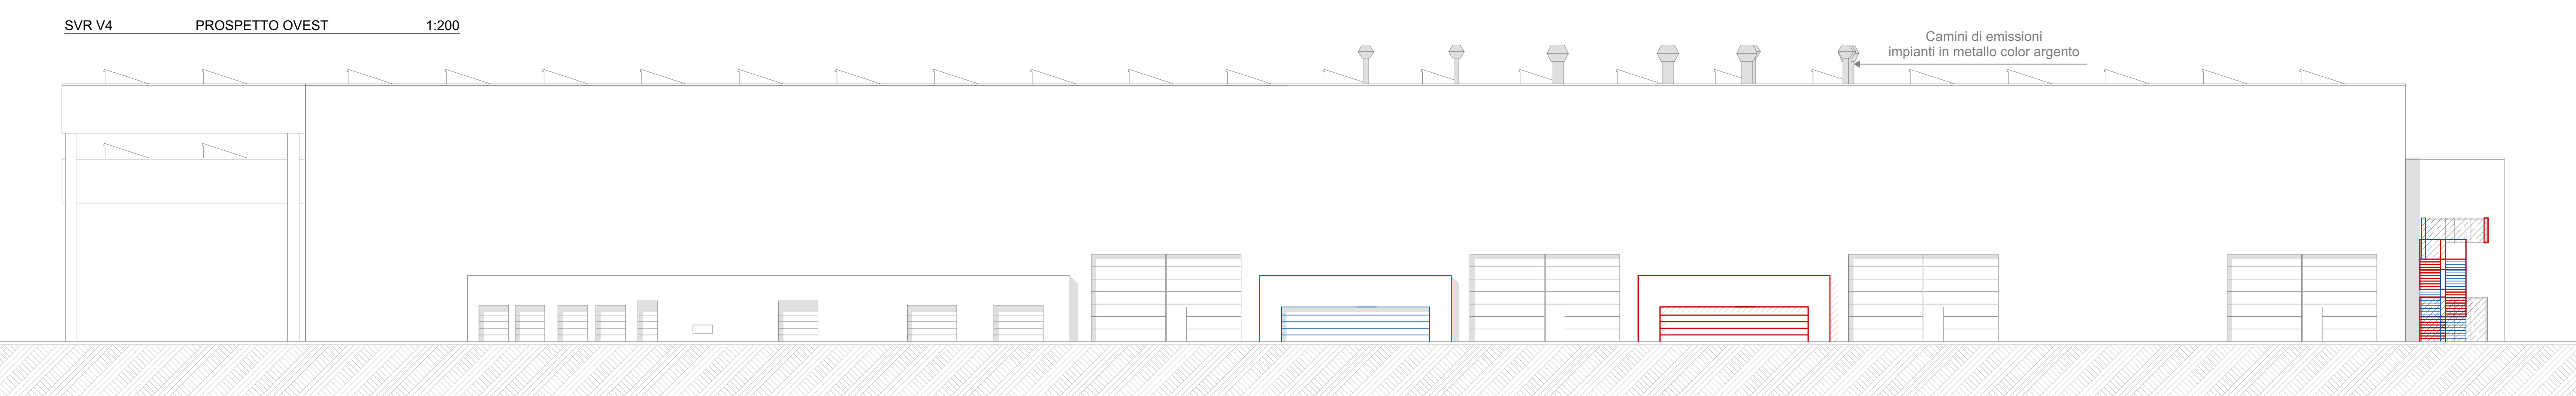 SVR V4 PROSPETTO OVEST 1:200
Camini di emissioni
impianti in metallo color argento